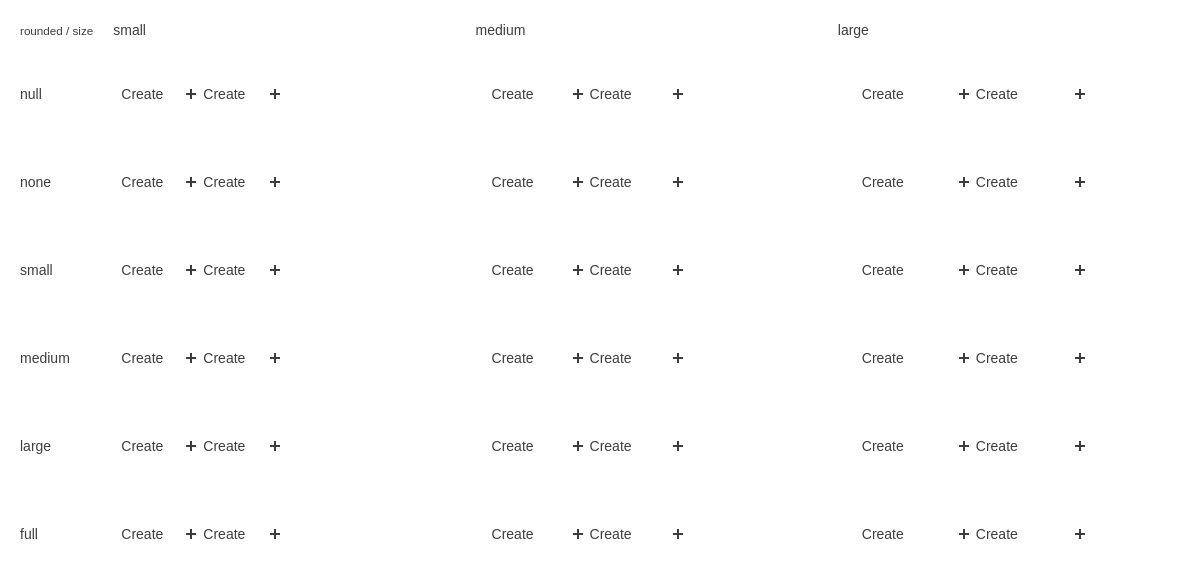 rounded / size small medium large
null Create + Create + Create + Create + Create + Create +
none Create + Create + Create + Create + Create + Create +
small Create + Create + Create + Create + Create + Create +
medium Create + Create + Create + Create + Create + Create +
large Create + Create + Create + Create + Create + Create +
full Create + Create + Create + Create + Create + Create +